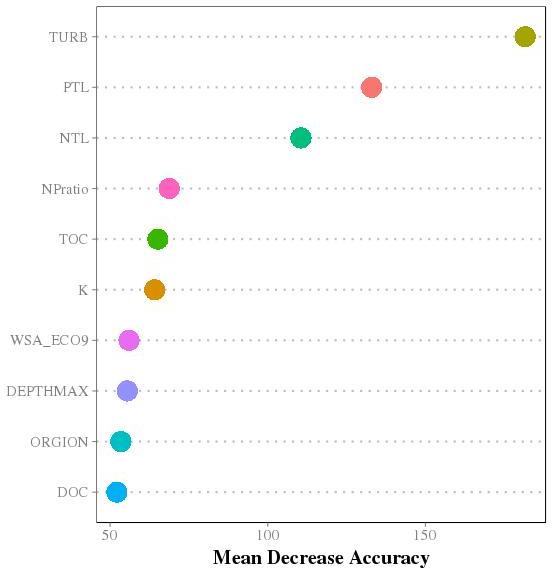 TURB
PTL
NTL
NPratio
TOC
K
WSA_ECO9
DEPTHMAX
ORGION
DOC
50 100 150
Mean Decrease Accuracy